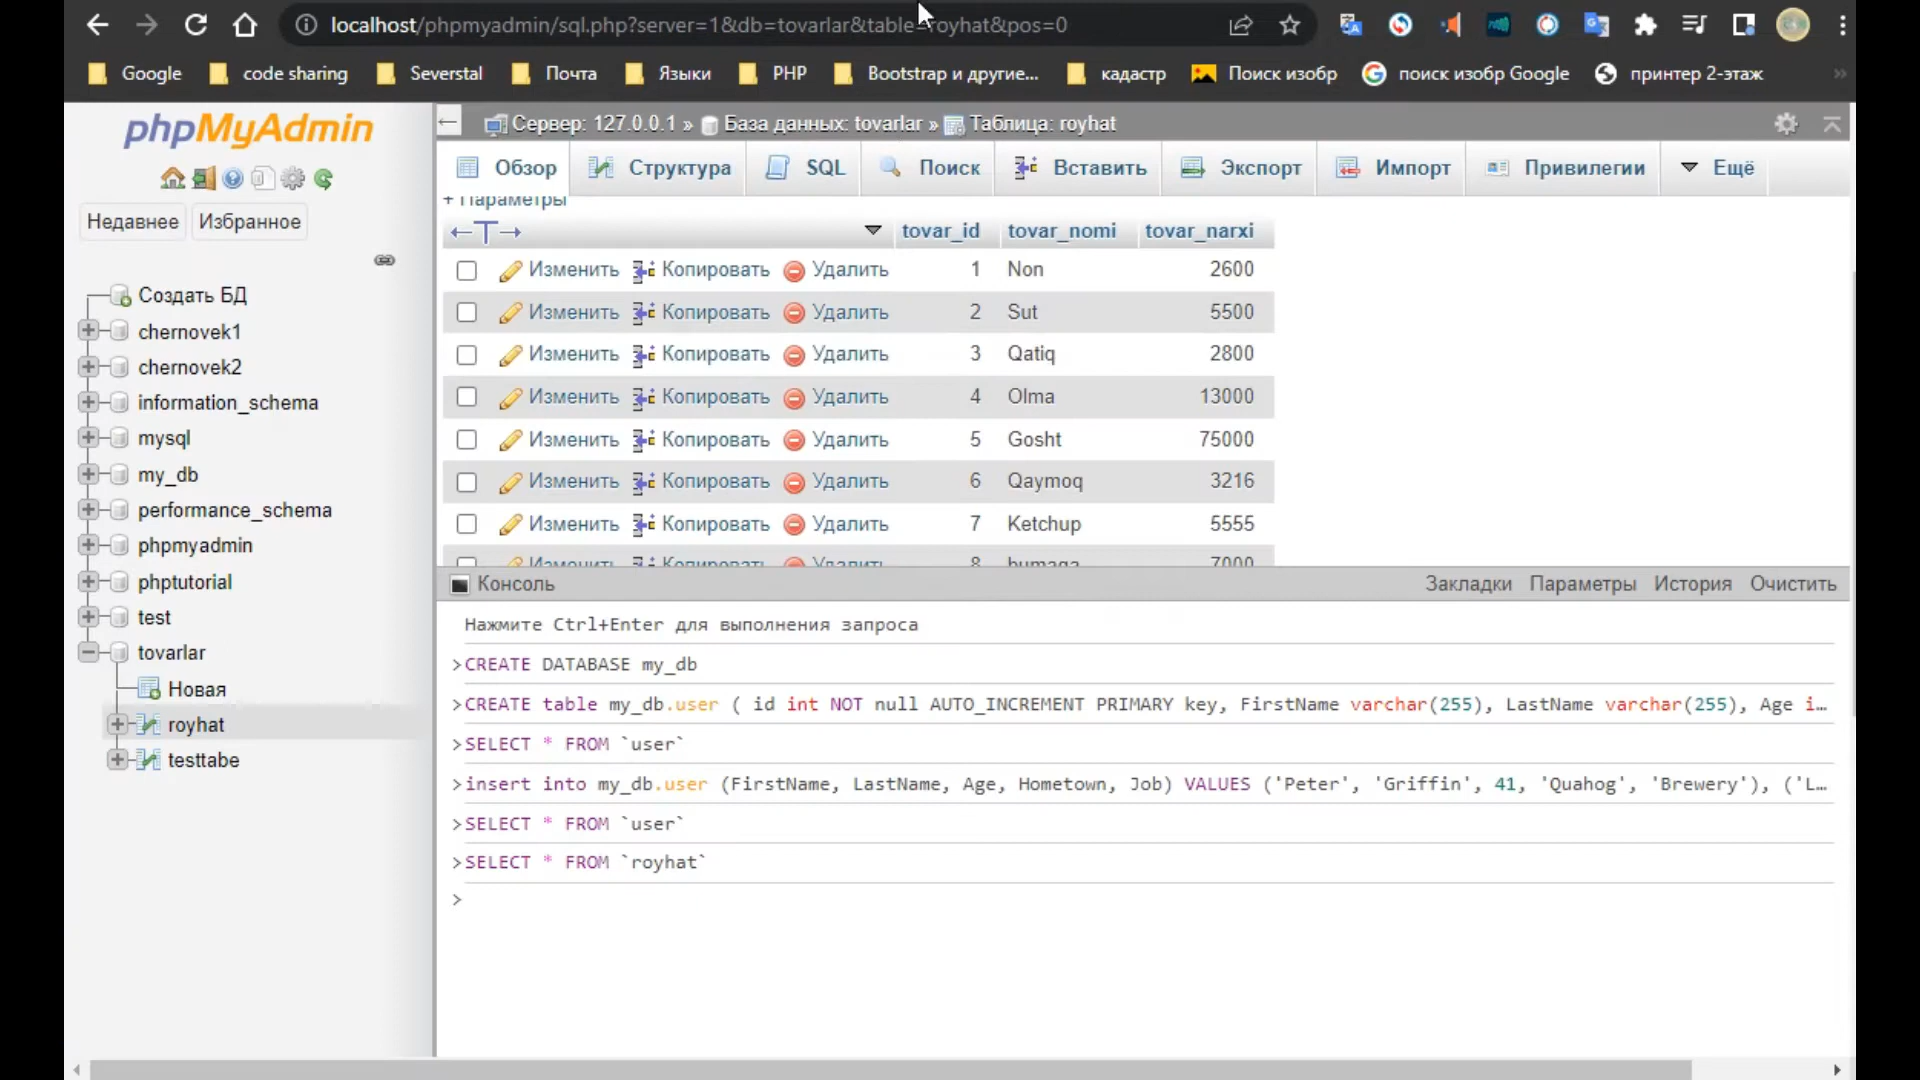 localhost/phpmyadmin/sql.php?server=1&db=tovarlar&table=royhat&pos=0
Google code sharing Severstal Почта Языки PHP Bootstrap и другие... кадастр Поиск изобр поиск изобр Google принтер 2-этаж »
phpMyAdmin
Недавнее Избранное
Создать БД
chernovek1
chernovek2
information_schema
mysql
my_db
performance_schema
phpmyadmin
phptutorial
test
tovarlar
Новая
royhat
testtabe
Сервер: 127.0.0.1 » База данных: tovarlar » Таблица: royhat
Обзор Структура SQL Поиск Вставить Экспорт Импорт Привилегии Ещё
+ Параметры
←T→ tovar_id tovar_nomi tovar_narxi
Изменить Копировать Удалить 1 Non 2600
Изменить Копировать Удалить 2 Sut 5500
Изменить Копировать Удалить 3 Qatiq 2800
Изменить Копировать Удалить 4 Olma 13000
Изменить Копировать Удалить 5 Gosht 75000
Изменить Копировать Удалить 6 Qaymoq 3216
Изменить Копировать Удалить 7 Ketchup 5555
Изменить Копировать Удалить 8 bumaga 7000
Консоль Закладки Параметры История Очистить
Нажмите Ctrl+Enter для выполнения запроса
>CREATE DATABASE my_db
>CREATE table my_db.user ( id int NOT null AUTO_INCREMENT PRIMARY key, FirstName varchar(255), LastName varchar(255), Age i…
>SELECT * FROM `user`
>insert into my_db.user (FirstName, LastName, Age, Hometown, Job) VALUES ('Peter', 'Griffin', 41, 'Quahog', 'Brewery'), ('L…
>SELECT * FROM `user`
>SELECT * FROM `royhat`
>